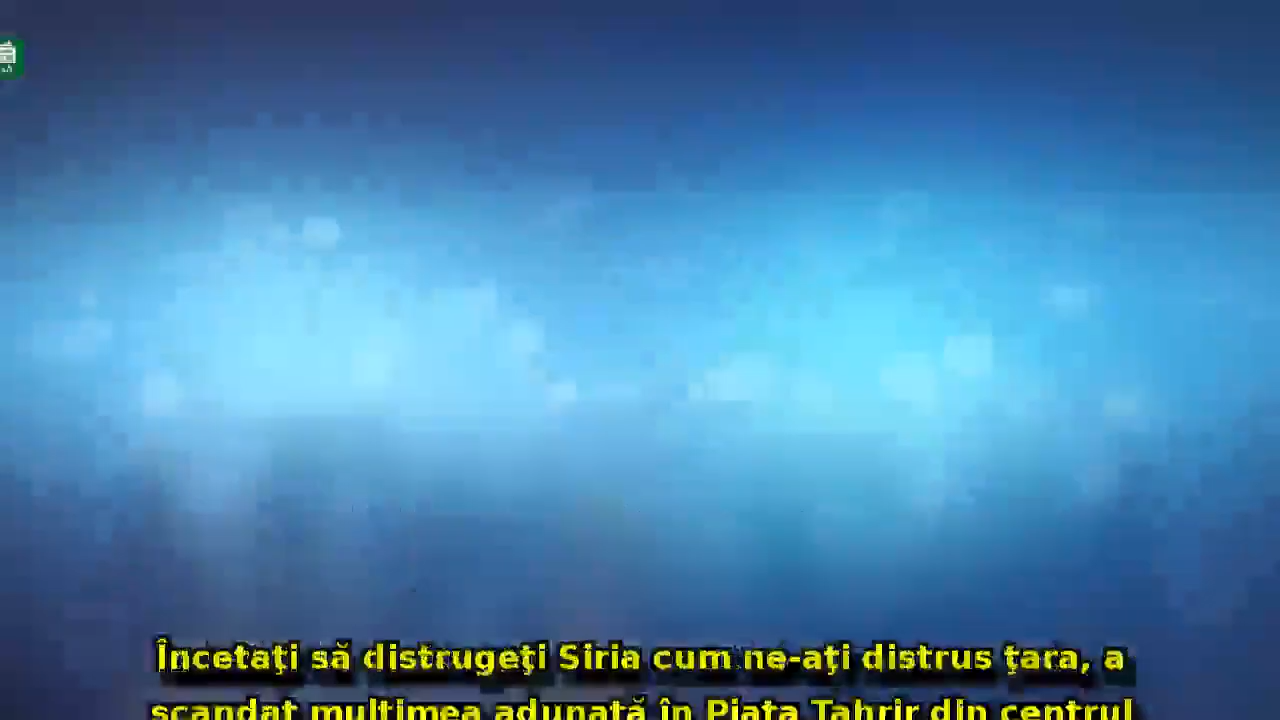 Încetaţi să distrugeţi Siria cum ne-aţi distrus ţara, a
scandat mulţimea adunată în Piaţa Tahrir din centrul